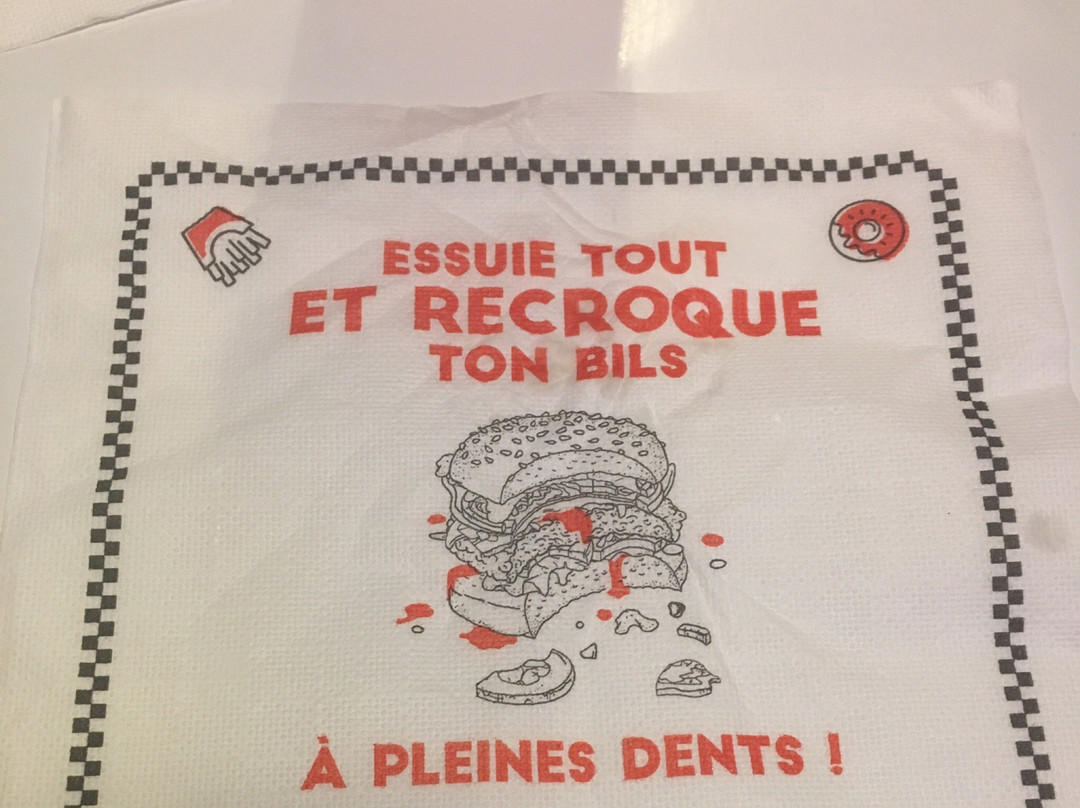 ESSUIE TOUT
ET RECROQUE
TON BILS
À PLEINES DENTS !